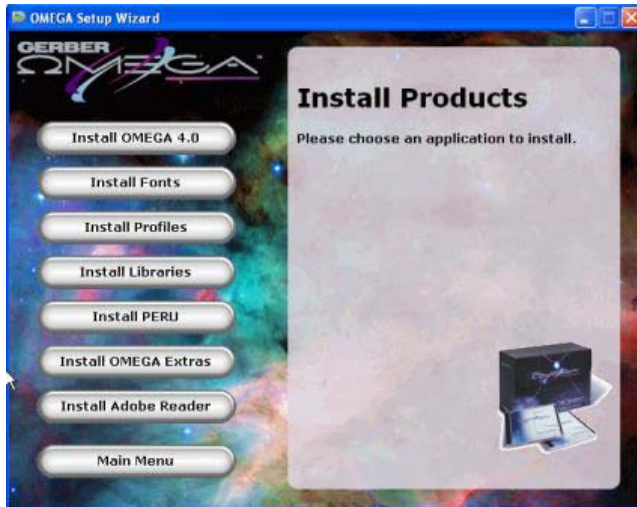 OMEGA Setup Wizard
GERBER
OMEGA
Install Products
Please choose an application to install.
Install OMEGA 4.0
Install Fonts
Install Profiles
Install Libraries
Install PERU
Install OMEGA Extras
Install Adobe Reader
Main Menu